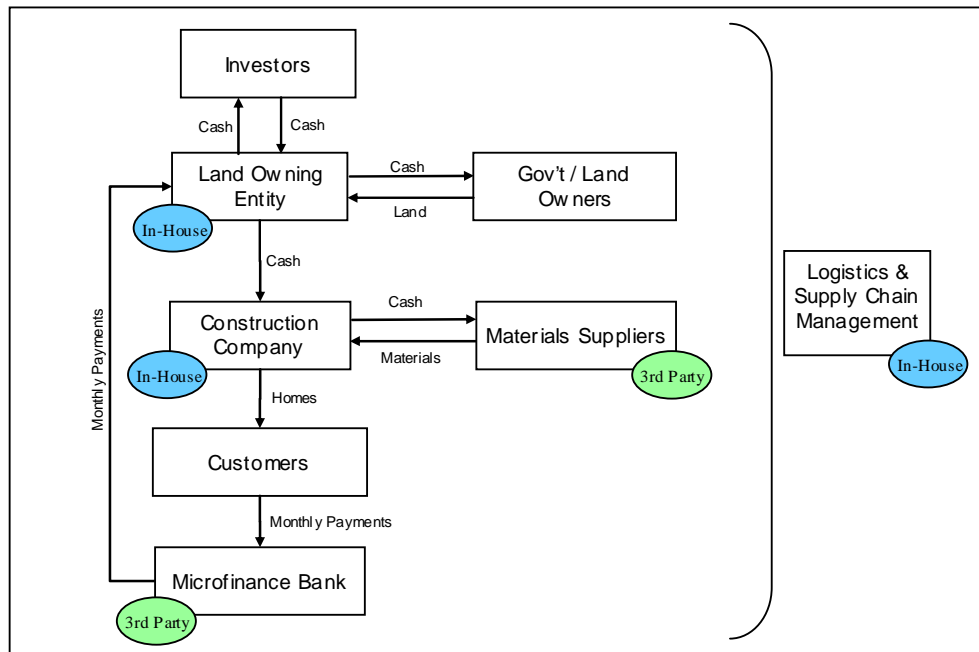 Investors
Cash
Cash
Land Owning
Entity
In-House
Cash
Land
Gov't / Land
Owners
Cash
Construction
Company
In-House
Cash
Materials
Materials Suppliers
3rd Party
Logistics &
Supply Chain
Management
In-House
Homes
Customers
Monthly Payments
Monthly Payments
Microfinance Bank
3rd Party